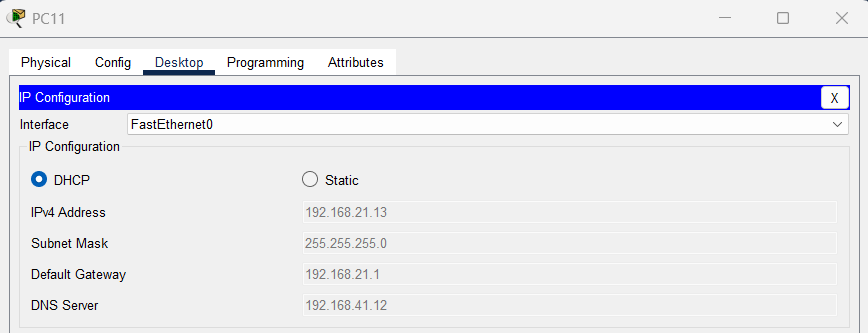 PC11
Physical Config Desktop Programming Attributes
IP Configuration X
Interface FastEthernet0
IP Configuration
DHCP Static
IPv4 Address 192.168.21.13
Subnet Mask 255.255.255.0
Default Gateway 192.168.21.1
DNS Server 192.168.41.12